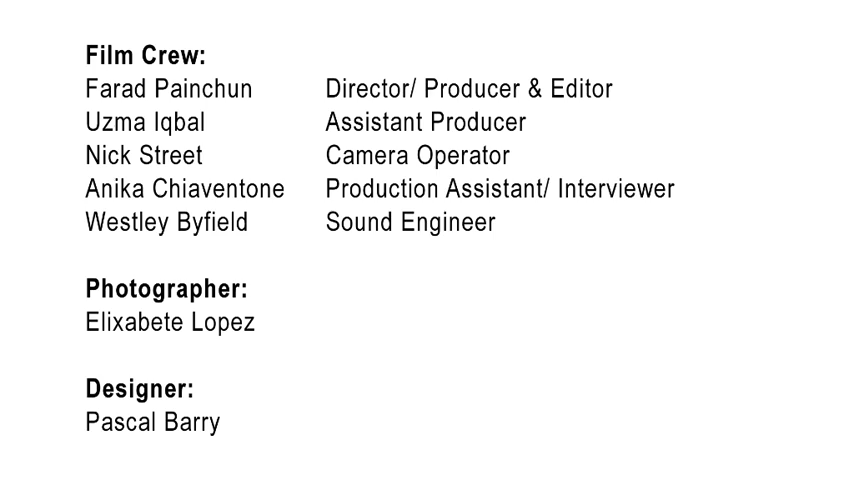 Film Crew:
Farad Painchun Director/ Producer & Editor
Uzma Iqbal Assistant Producer
Nick Street Camera Operator
Anika Chiaventone Production Assistant/ Interviewer
Westley Byfield Sound Engineer
Photographer:
Elixabete Lopez
Designer:
Pascal Barry